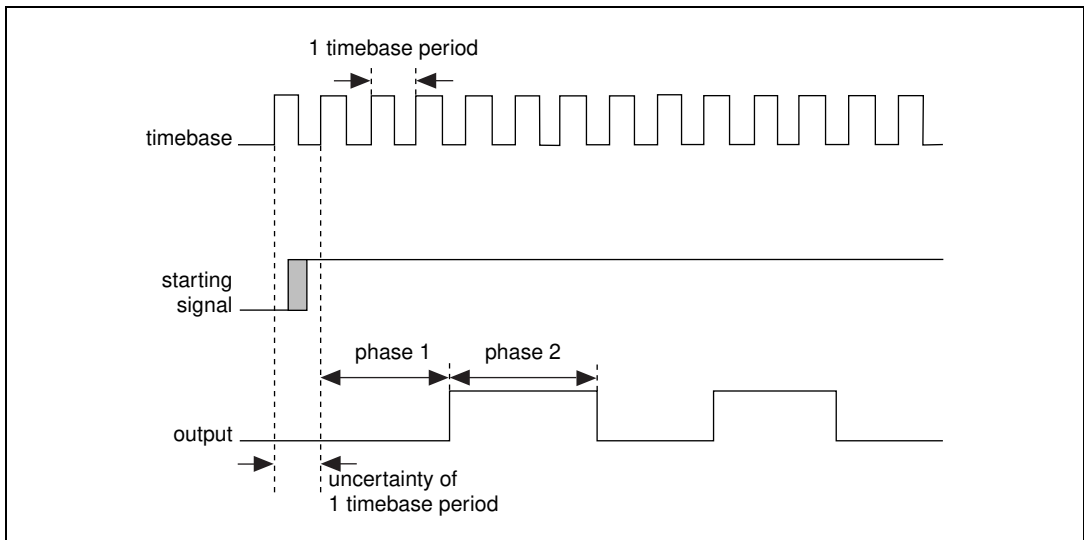 1 timebase period
timebase
starting
signal
phase 1
phase 2
output
uncertainty of
1 timebase period